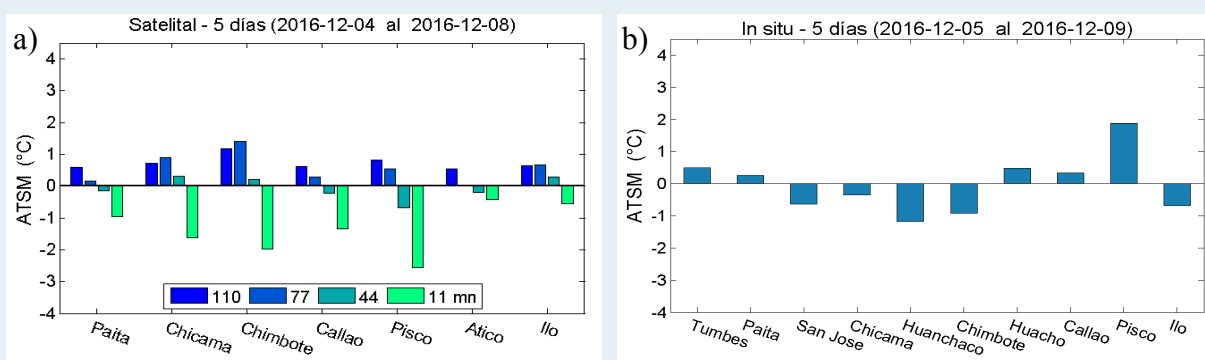 a)
Satelital - 5 días (2016-12-04 al 2016-12-08)
ATSM (°C)
4
3
2
1
0
-1
-2
-3
-4
110 77 44 11 mn
Paita Chicama Chimbote Callao Pisco Atico Ilo
b)
In situ - 5 días (2016-12-05 al 2016-12-09)
ATSM (°C)
4
3
2
1
0
-1
-2
-3
-4
Tumbes Paita San Jose Chicama Huanchaco Chimbote Huacho Callao Pisco Ilo